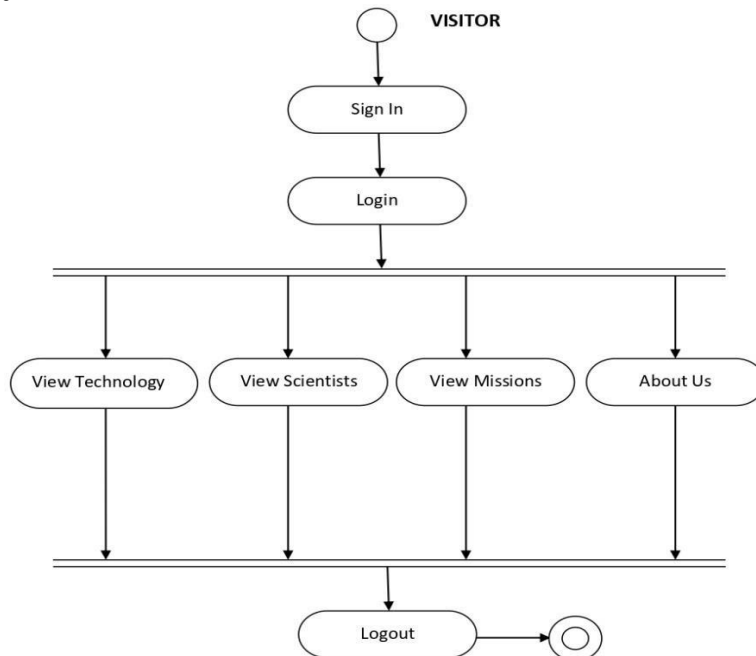 VISITOR
Sign In
Login
View Technology
View Scientists
View Missions
About Us
Logout